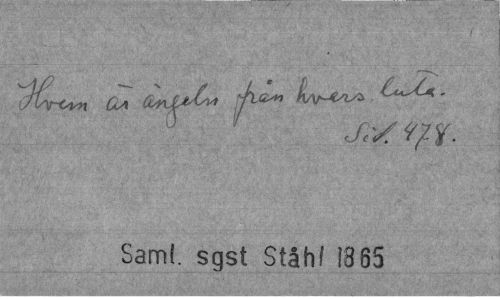 Hvem är ängeln från hvars luta.
Sid. 478.
Saml. sgst Ståhl 1865